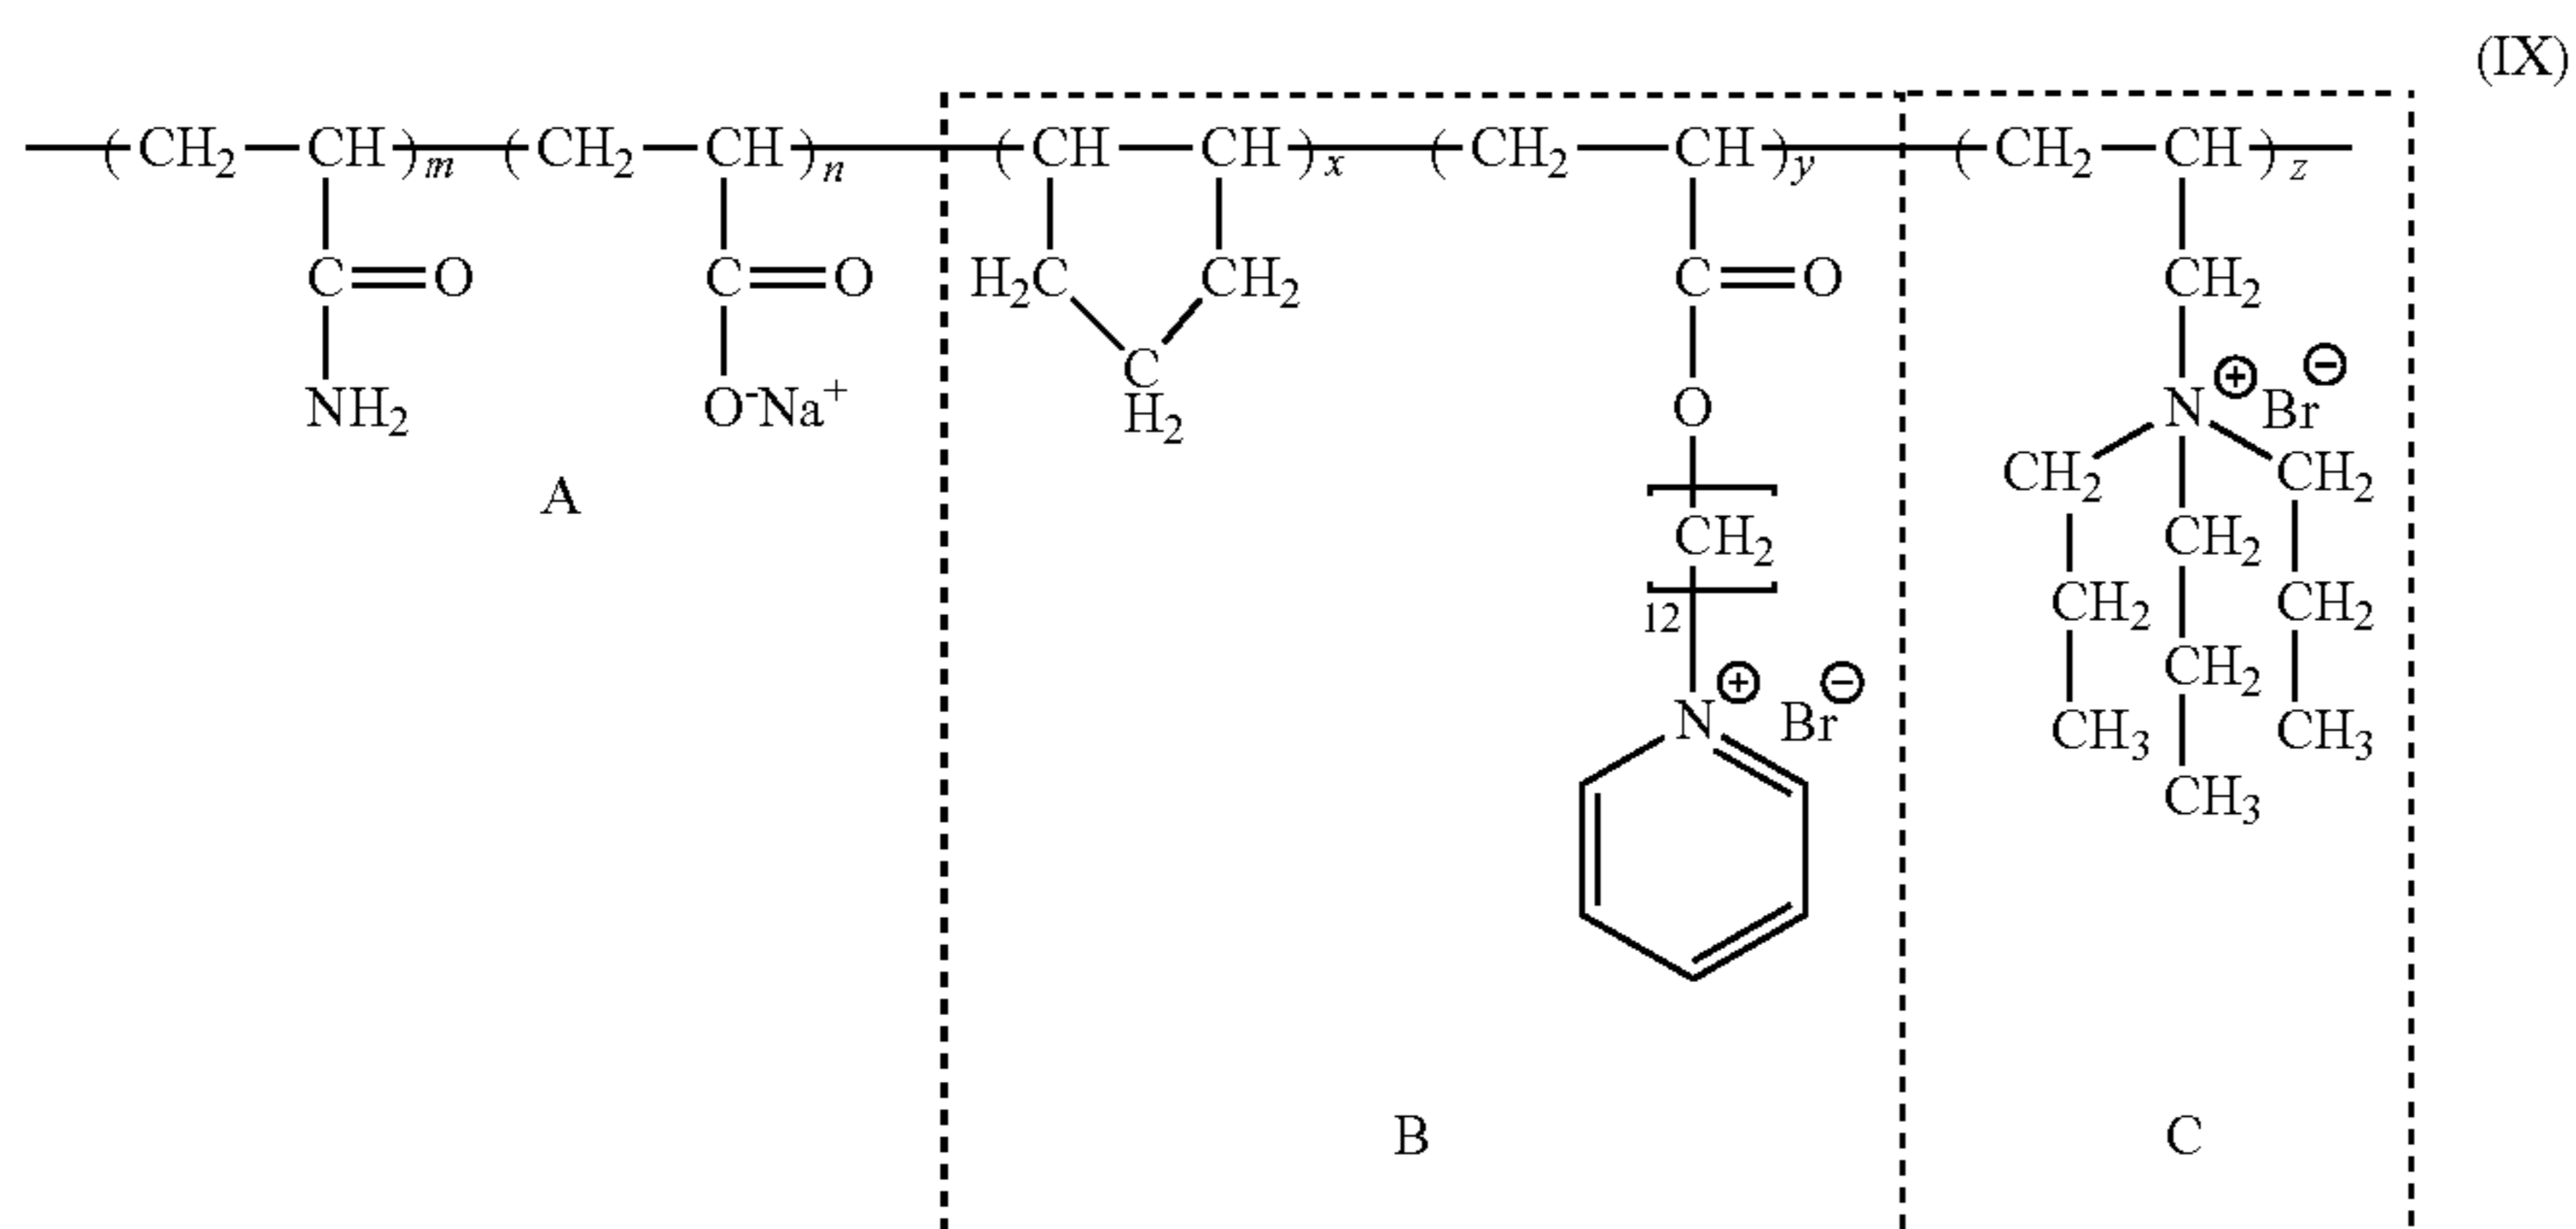 (IX)
(CH₂—CH)m (CH₂—CH)n (CH—CH)x (CH₂—CH)y (CH₂—CH)z
C=O C=O H₂C CH₂ C=O CH₂
C
H₂
NH₂ O⁻Na⁺ O N⊕ Br⊖
A
CH₂ CH₂
CH₂ CH₂
12
CH₂ CH₂
CH₂
N⊕ Br⊖
CH₃ CH₃
CH₃
B C